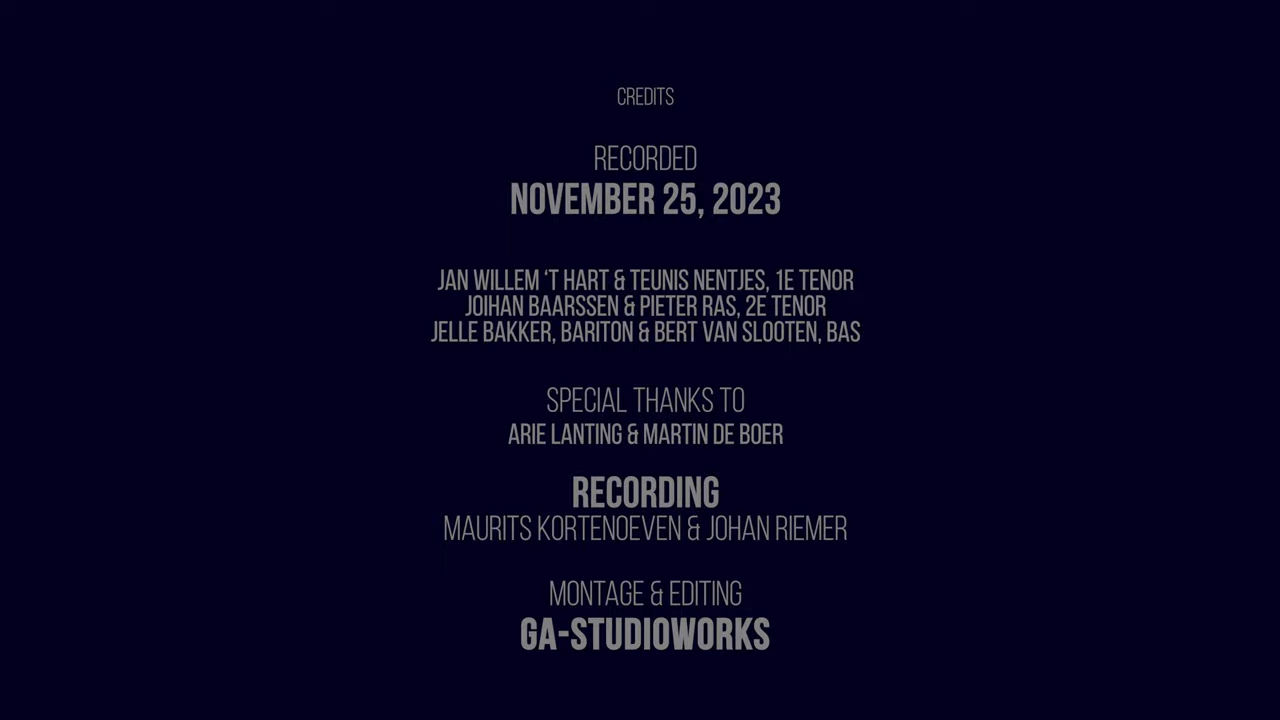 CREDITS
RECORDED
NOVEMBER 25, 2023
JAN WILLEM ‘T HART & TEUNIS NENTJES, 1E TENOR
JOIHAN BAARSSEN & PIETER RAS, 2E TENOR
JELLE BAKKER, BARITON & BERT VAN SLOOTEN, BAS
SPECIAL THANKS TO
ARIE LANTING & MARTIN DE BOER
RECORDING
MAURITS KORTENOEVEN & JOHAN RIEMER
MONTAGE & EDITING
GA-STUDIOWORKS